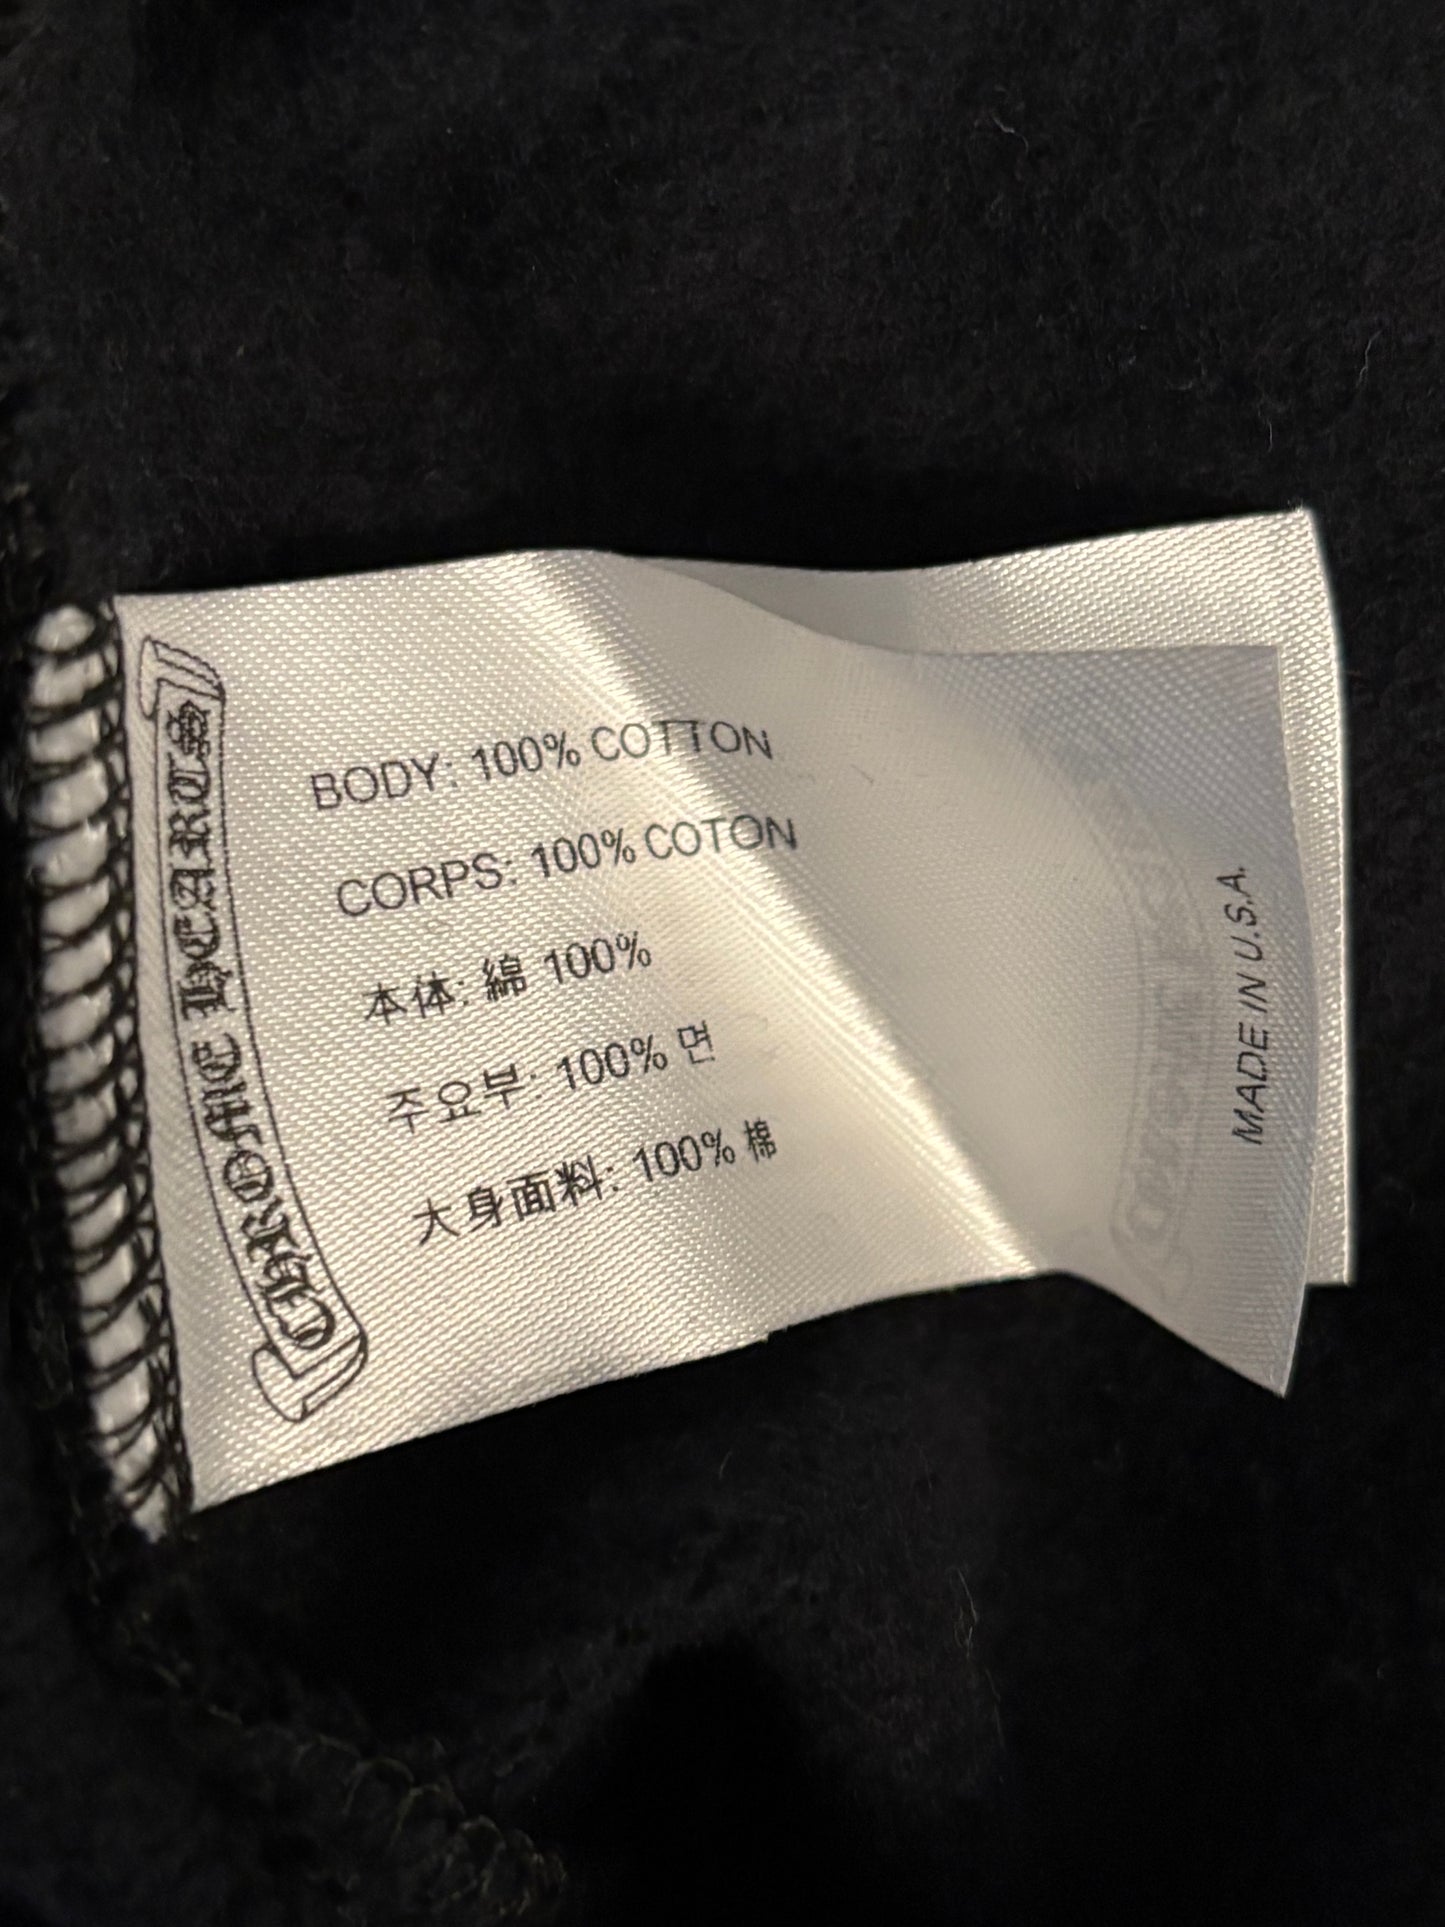 CHROME HEARTS
BODY: 100% COTTON
CORPS: 100% COTON
本体: 綿 100%
주요부: 100% 면
大身面料: 100% 棉
MADE IN U.S.A.